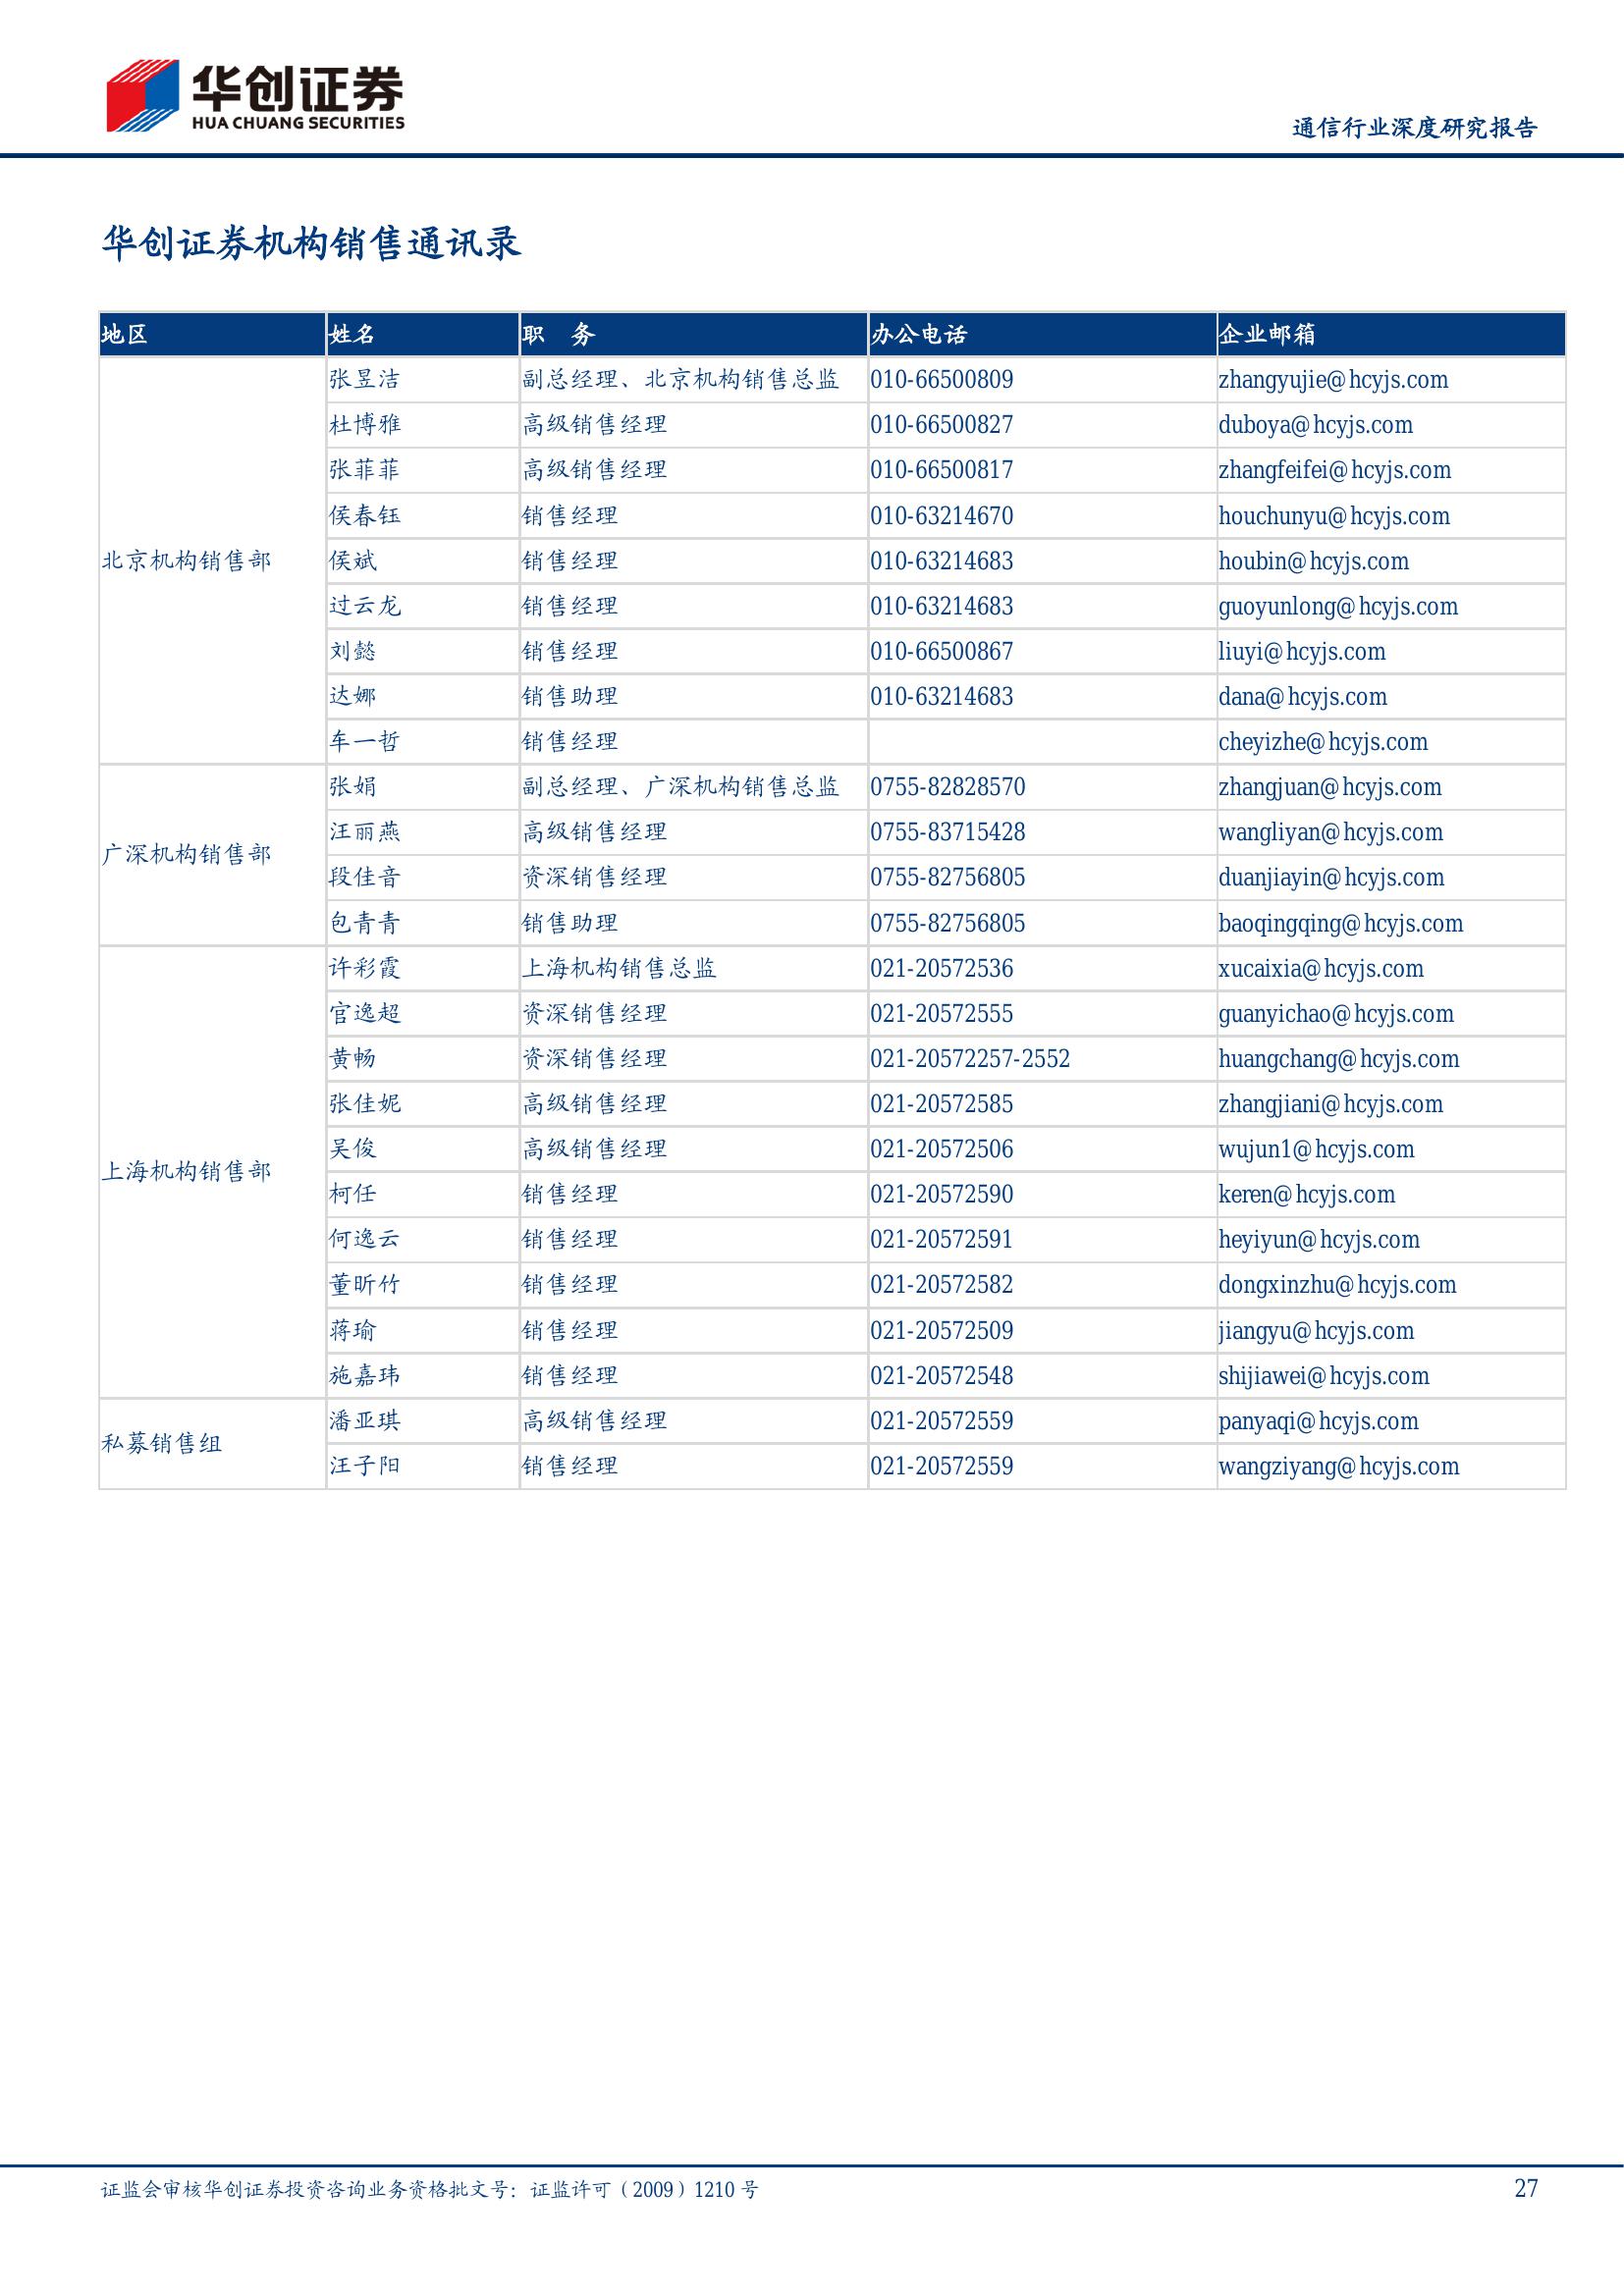 华创证券
HUA CHUANG SECURITIES
通信行业深度研究报告
华创证券机构销售通讯录
地区 姓名 职 务 办公电话 企业邮箱
北京机构销售部
张昱洁 副总经理、北京机构销售总监 010-66500809 zhangyujie@hcyjs.com
杜博雅 高级销售经理 010-66500827 duboya@hcyjs.com
张菲菲 高级销售经理 010-66500817 zhangfeifei@hcyjs.com
侯春钰 销售经理 010-63214670 houchunyu@hcyjs.com
侯斌 销售经理 010-63214683 houbin@hcyjs.com
过云龙 销售经理 010-63214683 guoyunlong@hcyjs.com
刘懿 销售经理 010-66500867 liuyi@hcyjs.com
达娜 销售助理 010-63214683 dana@hcyjs.com
车一哲 销售经理 cheyizhe@hcyjs.com
广深机构销售部
张娟 副总经理、广深机构销售总监 0755-82828570 zhangjuan@hcyjs.com
汪丽燕 高级销售经理 0755-83715428 wangliyan@hcyjs.com
段佳音 资深销售经理 0755-82756805 duanjiayin@hcyjs.com
包青青 销售助理 0755-82756805 baoqingqing@hcyjs.com
上海机构销售部
许彩霞 上海机构销售总监 021-20572536 xucaixia@hcyjs.com
官逸超 资深销售经理 021-20572555 guanyichao@hcyjs.com
黄畅 资深销售经理 021-20572257-2552 huangchang@hcyjs.com
张佳妮 高级销售经理 021-20572585 zhangjiani@hcyjs.com
吴俊 高级销售经理 021-20572506 wujun1@hcyjs.com
柯任 销售经理 021-20572590 keren@hcyjs.com
何逸云 销售经理 021-20572591 heyiyun@hcyjs.com
董昕竹 销售经理 021-20572582 dongxinzhu@hcyjs.com
蒋瑜 销售经理 021-20572509 jiangyu@hcyjs.com
施嘉玮 销售经理 021-20572548 shijiawei@hcyjs.com
私募销售组
潘亚琪 高级销售经理 021-20572559 panyaqi@hcyjs.com
汪子阳 销售经理 021-20572559 wangziyang@hcyjs.com
证监会审核华创证券投资咨询业务资格批文号：证监许可（2009）1210 号 27